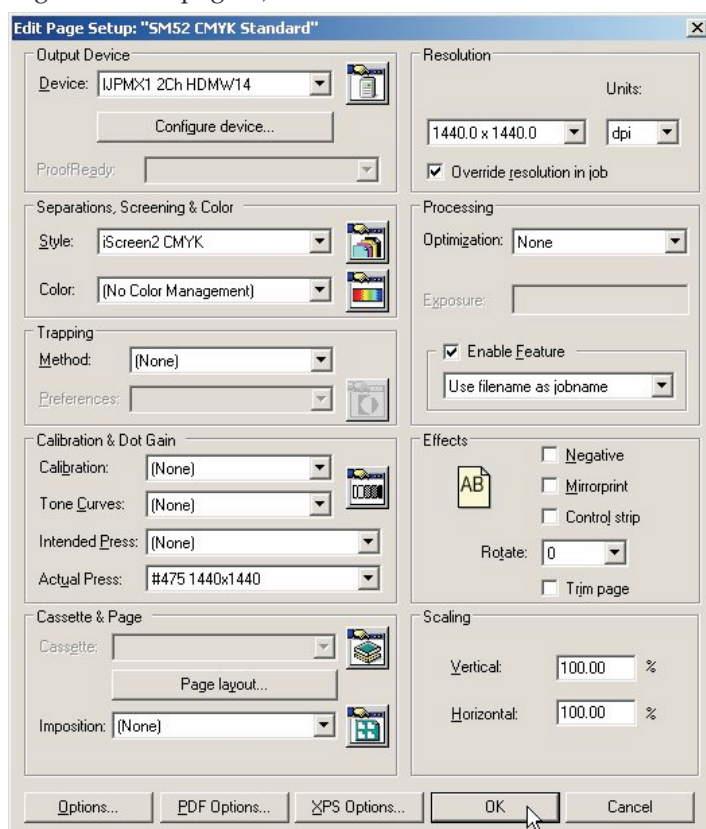 Edit Page Setup: "SM52 CMYK Standard"
Output Device
Device: IJPMX1 2Ch HDMW14
Configure device...
ProofReady:
Resolution
Units:
1440.0 x 1440.0 dpi
Override resolution in job
Separations, Screening & Color
Style: iScreen2 CMYK
Color: (No Color Management)
Processing
Optimization: None
Exposure:
Enable Feature
Use filename as jobname
Trapping
Method: (None)
Preferences:
Calibration & Dot Gain
Calibration: (None)
Tone Curves: (None)
Intended Press: (None)
Actual Press: #475 1440x1440
Effects
AB
Negative
Mirrorprint
Control strip
Rotate: 0
Trim page
Cassette & Page
Cassette:
Page layout...
Imposition: (None)
Scaling
Vertical: 100.00 %
Horizontal: 100.00 %
Options... PDF Options... XPS Options... OK Cancel